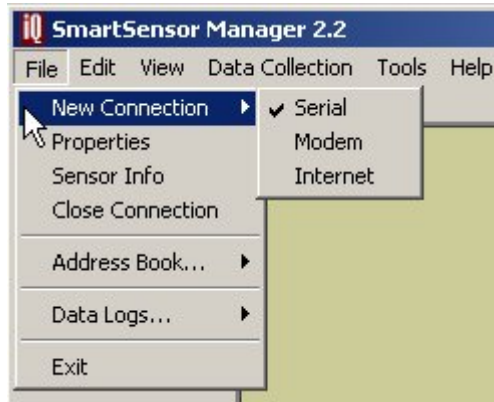 iQ SmartSensor Manager 2.2
File Edit View Data Collection Tools Help
New Connection
Serial
Properties
Modem
Sensor Info
Internet
Close Connection
Address Book...
Data Logs...
Exit